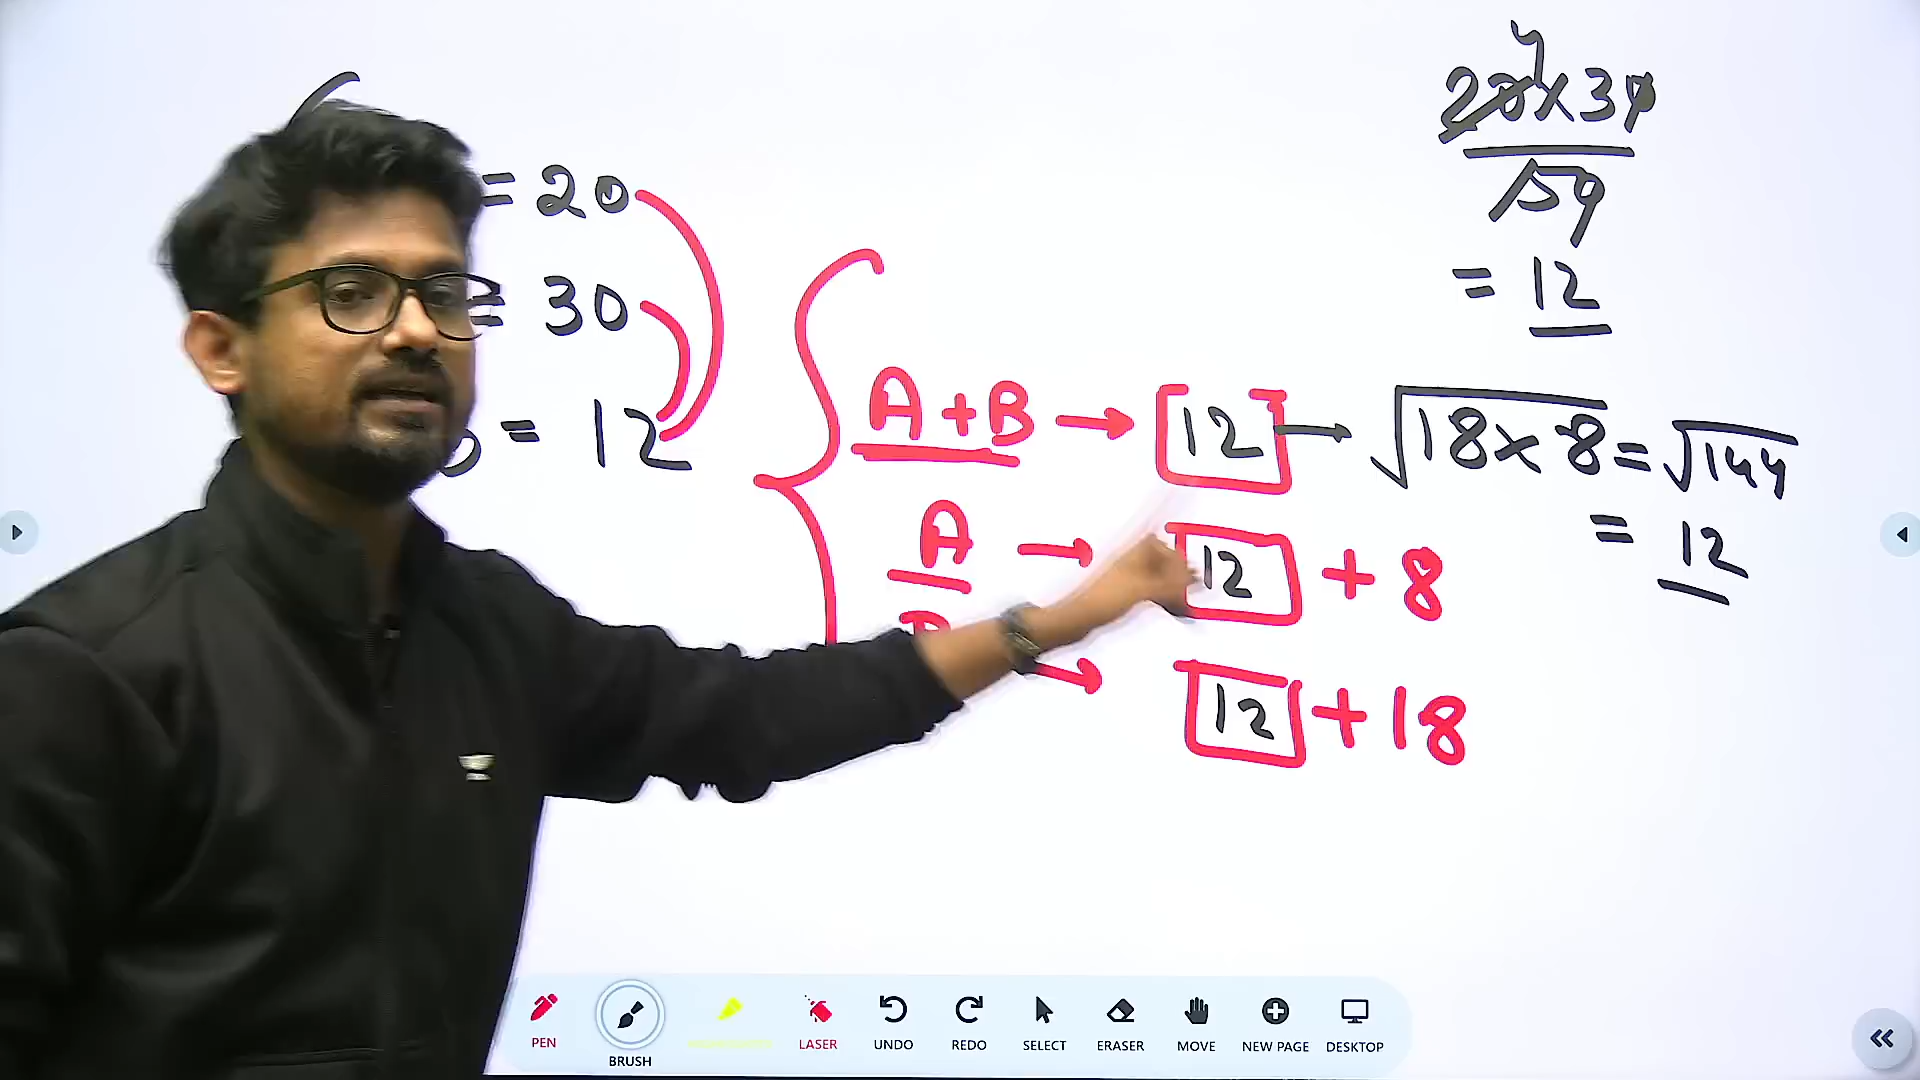 = 20
= 30
= 12
4
20 x 30
50
= 12
A + B → 12 → √18 x 8 = √144
= 12
A → 12 + 8
B → 12 + 18
PEN
BRUSH
LASER
UNDO
REDO
SELECT
ERASER
MOVE
NEW PAGE
DESKTOP